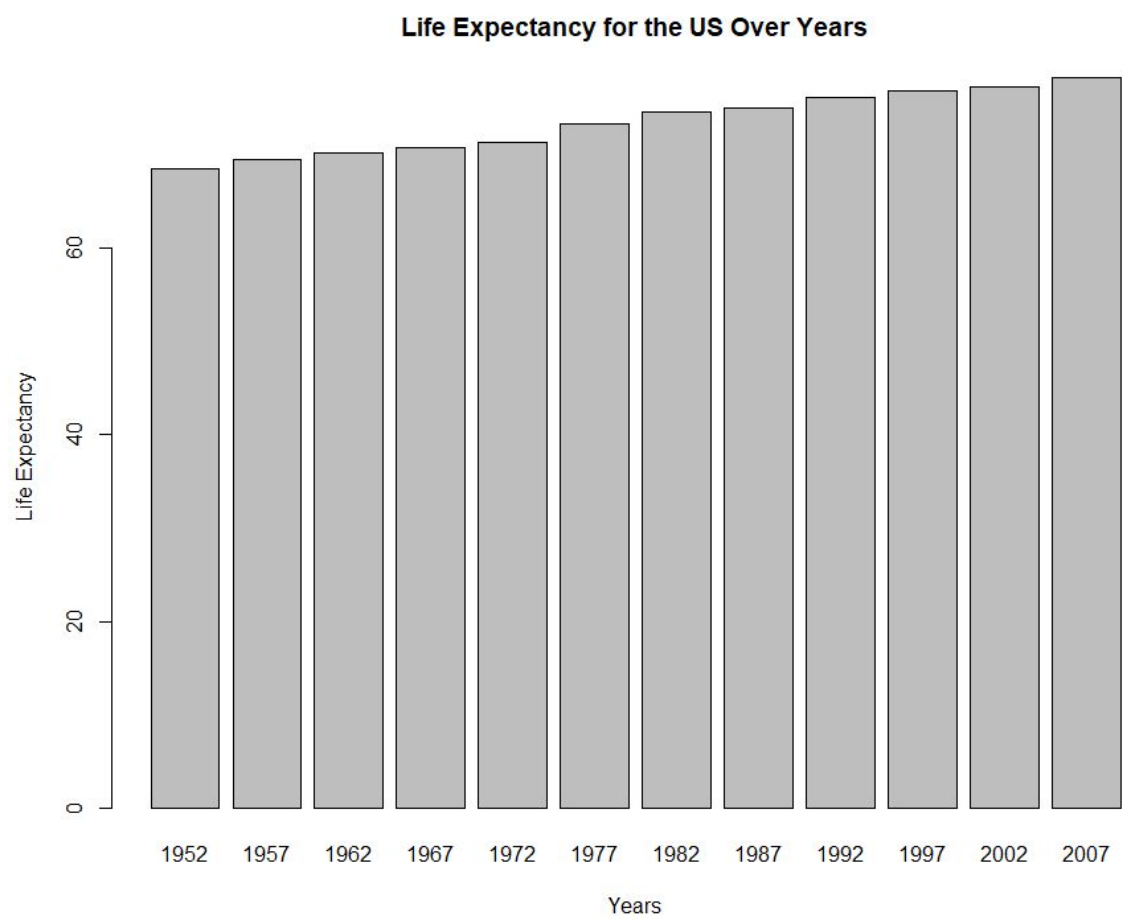 Life Expectancy for the US Over Years
Life Expectancy
60
40
20
0
1952 1957 1962 1967 1972 1977 1982 1987 1992 1997 2002 2007
Years